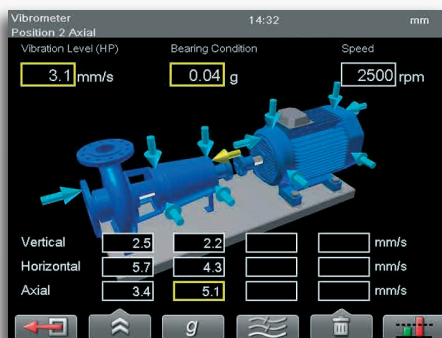 Vibrometer 14:32 mm
Position 2 Axial
Vibration Level (HP) Bearing Condition Speed
3.1 mm/s 0.04 g 2500 rpm
Vertical 2.5 2.2 mm/s
Horizontal 5.7 4.3 mm/s
Axial 3.4 5.1 mm/s
g